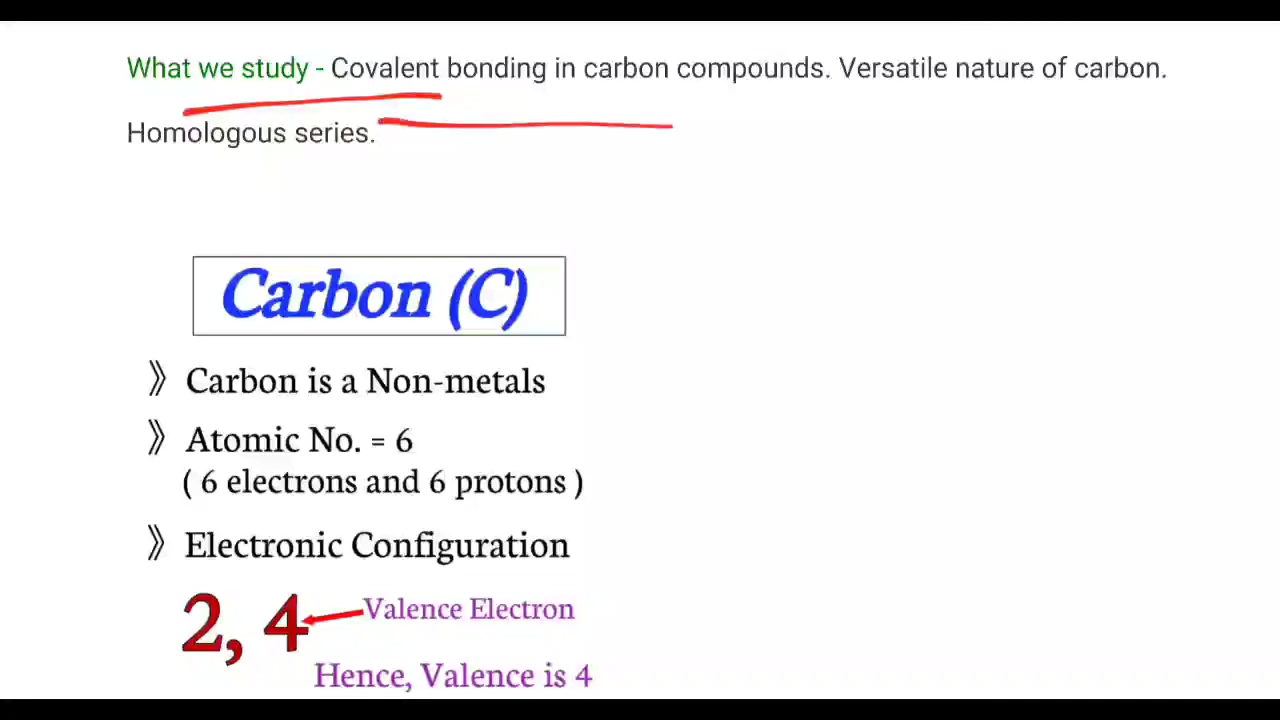 What we study - Covalent bonding in carbon compounds. Versatile nature of carbon.
Homologous series.
Carbon (C)
》 Carbon is a Non-metals
》 Atomic No. = 6
( 6 electrons and 6 protons )
》 Electronic Configuration
2, 4 Valence Electron
Hence, Valence is 4